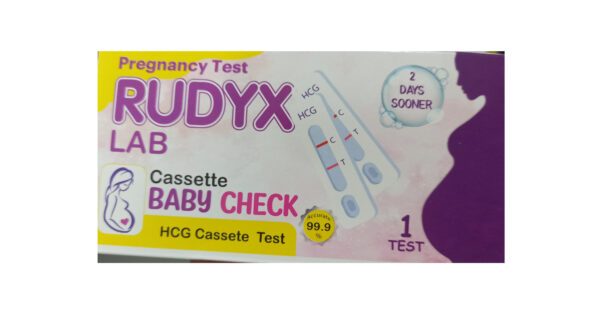 Pregnancy Test
RUDYX
LAB
2
DAYS
SOONER
HCG
HCG
C
T
C
T
Cassette
BABY CHECK
HCG Cassete Test
Accurate
99.9
%
1
TEST